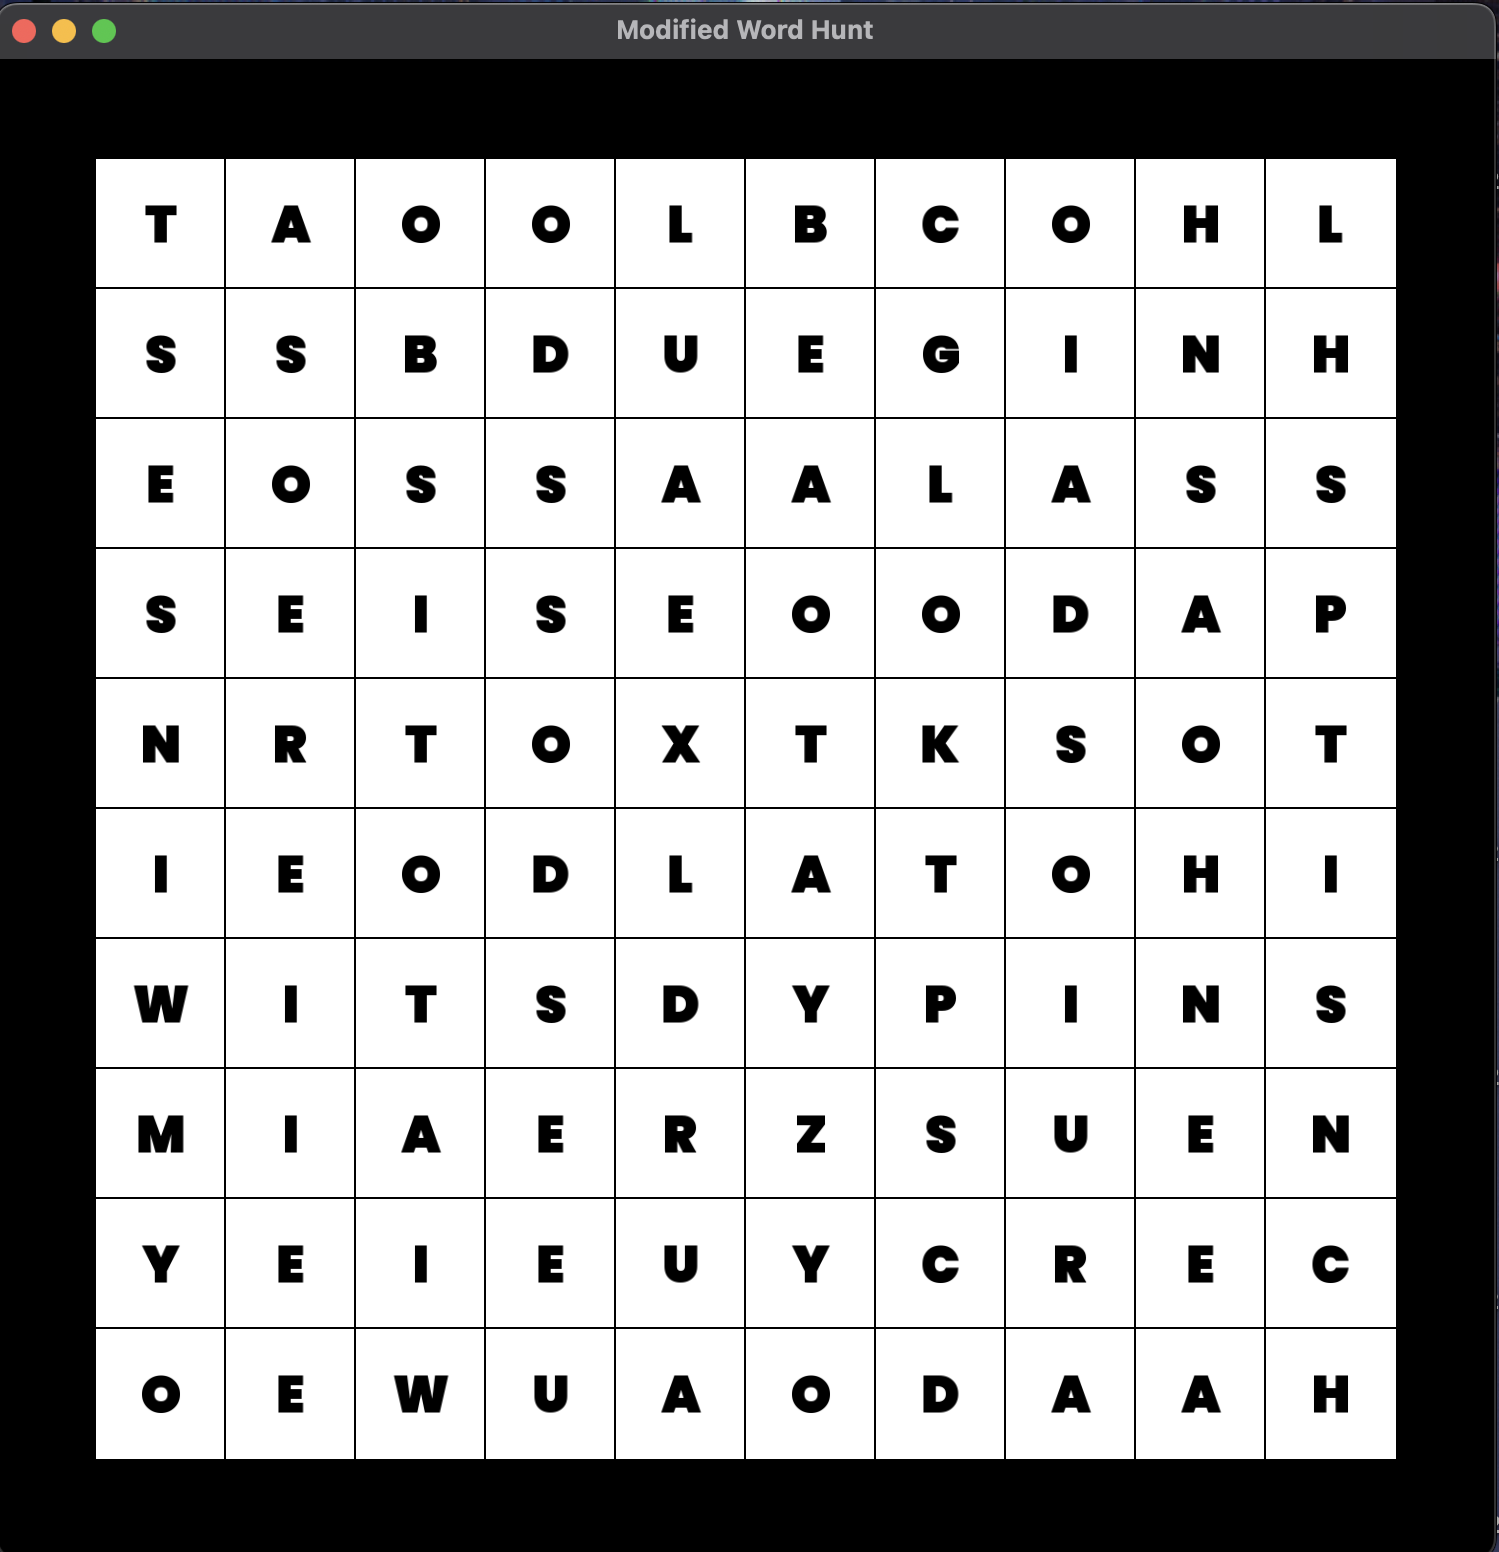 Modified Word Hunt
T A O O L B C O H L
S S B D U E G I N H
E O S S A A L A S S
S E I S E O O D A P
N R T O X T K S O T
I E O D L A T O H I
W I T S D Y P I N S
M I A E R Z S U E N
Y E I E U Y C R E C
O E W U A O D A A H